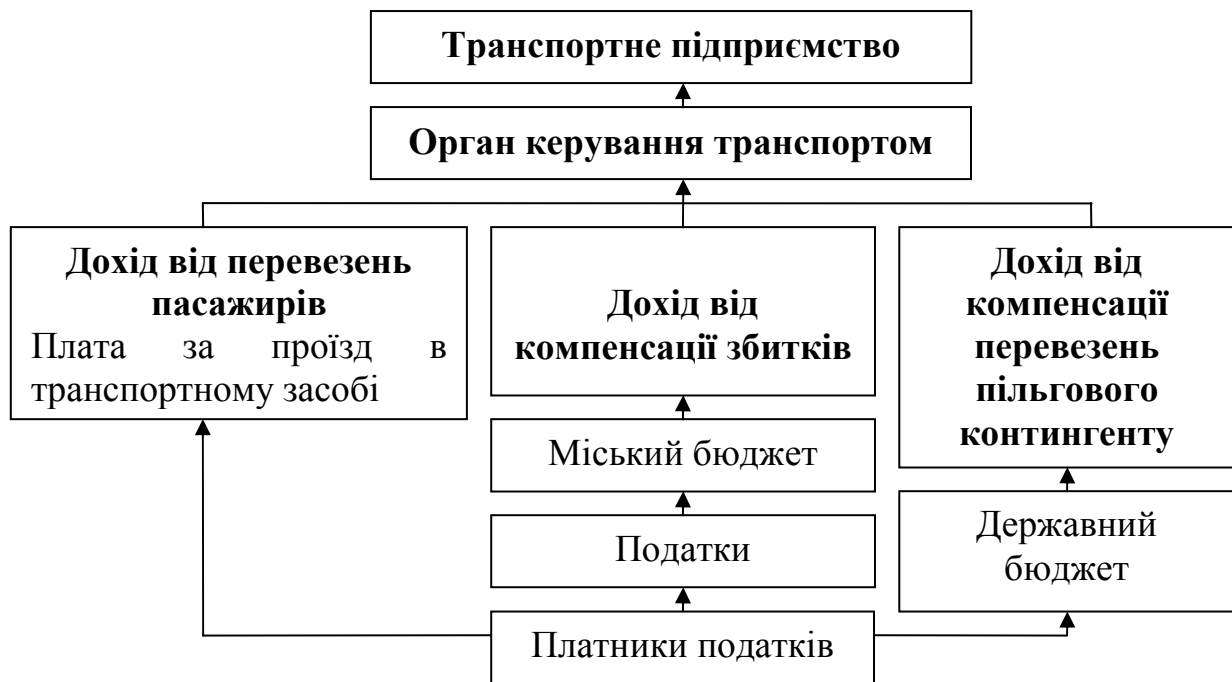 Транспортне підприємство
Орган керування транспортом
Дохід від перевезень
пасажирів
Плата за проїзд в
транспортному засобі
Дохід від
компенсації збитків
Дохід від
компенсації
перевезень
пільгового
контингенту
Міський бюджет
Податки
Державний
бюджет
Платники податків